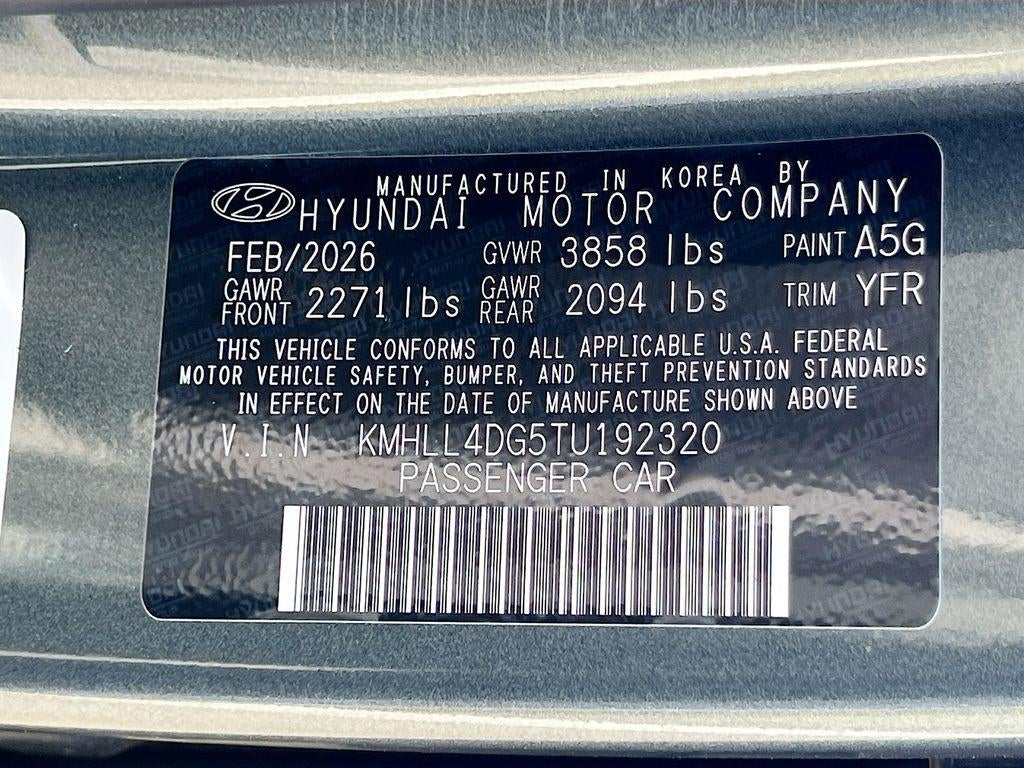 MANUFACTURED IN KOREA BY
HYUNDAI MOTOR COMPANY
FEB/2026 GVWR 3858 lbs PAINT A5G
GAWR FRONT 2271 lbs GAWR REAR 2094 lbs TRIM YFR
THIS VEHICLE CONFORMS TO ALL APPLICABLE U.S.A. FEDERAL
MOTOR VEHICLE SAFETY, BUMPER, AND THEFT PREVENTION STANDARDS
IN EFFECT ON THE DATE OF MANUFACTURE SHOWN ABOVE
V.I.N KMHLL4DG5TU192320
PASSENGER CAR